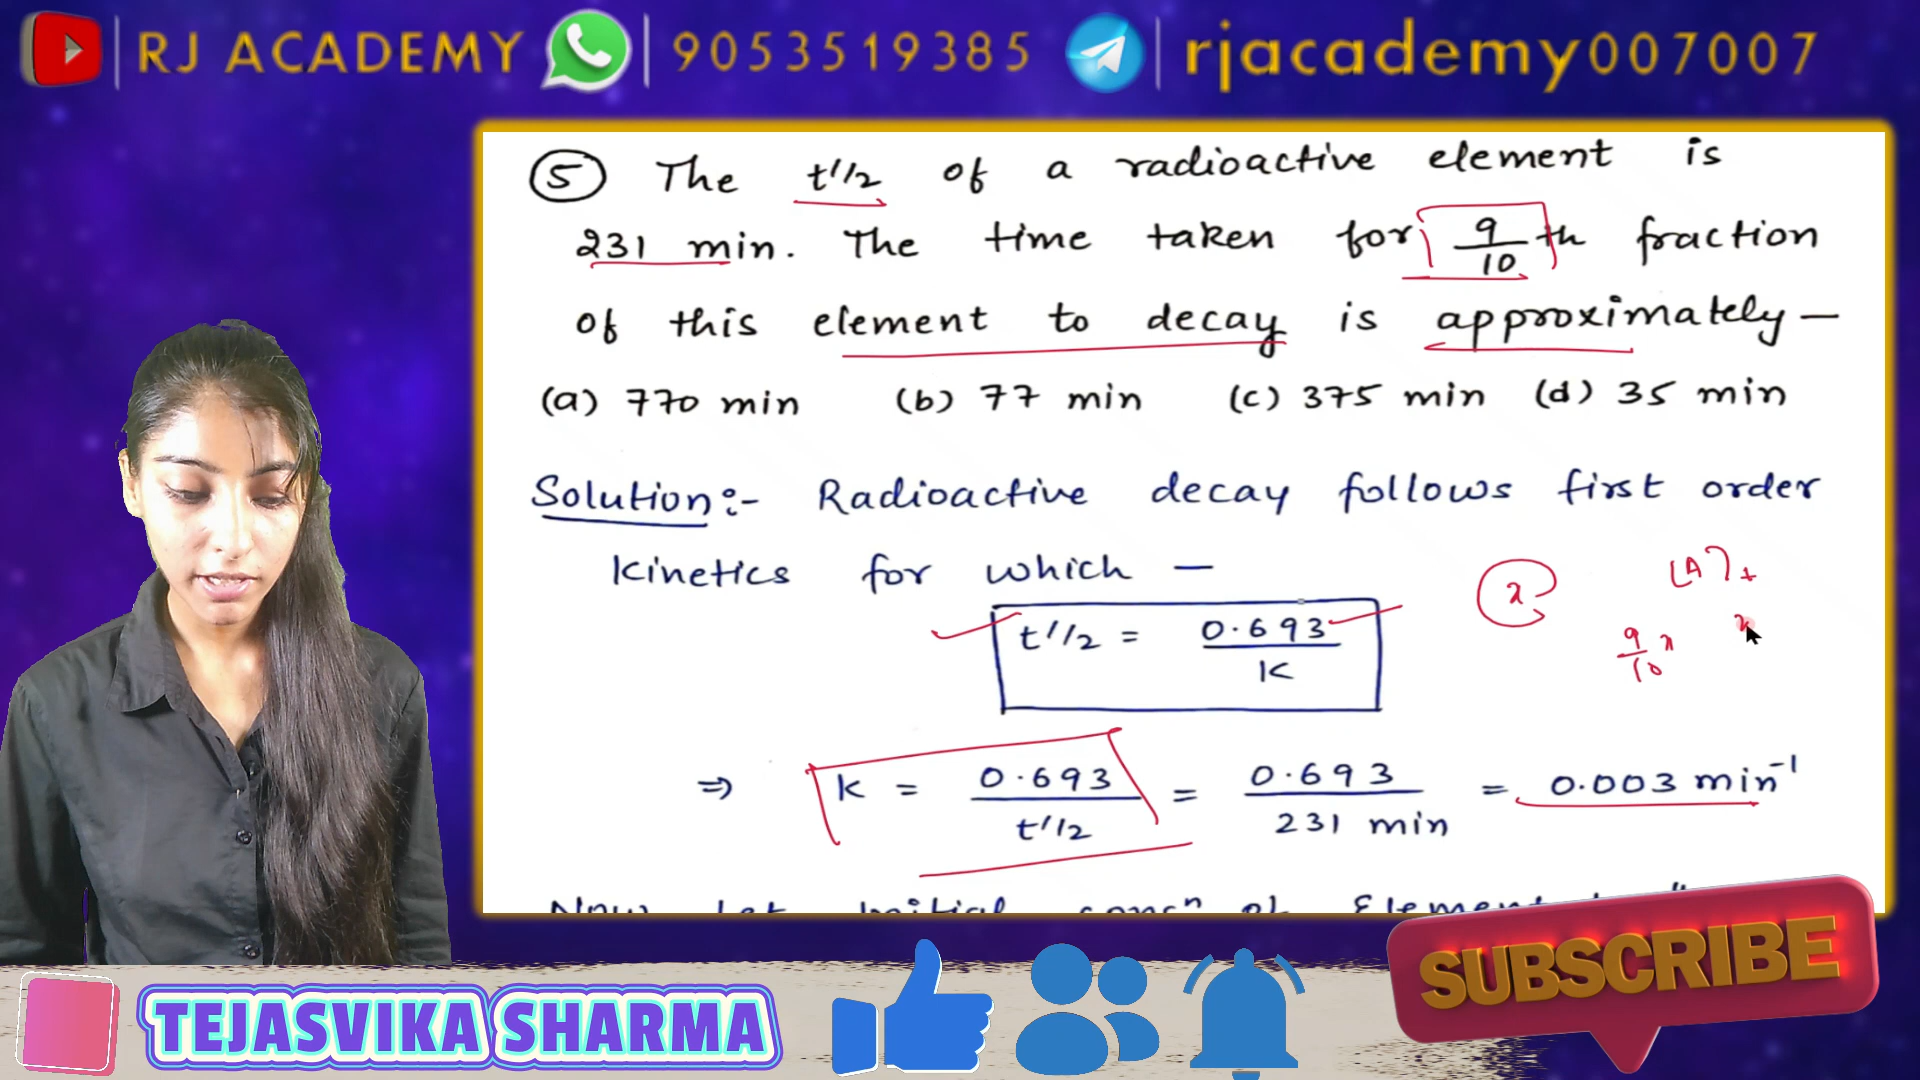 RJ ACADEMY 9053519385 rjacademy007007
5 The t1/2 of a radioactive element is
231 min. The time taken for 9/10 th fraction
of this element to decay is approximately —
(a) 770 min (b) 77 min (c) 375 min (d) 35 min
Solution:- Radioactive decay follows first order
kinetics for which —
x [A]t
t1/2 = 0.693/K
9/10 x x
⇒ k = 0.693/t1/2 = 0.693/231 min = 0.003 min⁻¹
SUBSCRIBE
TEJASVIKA SHARMA